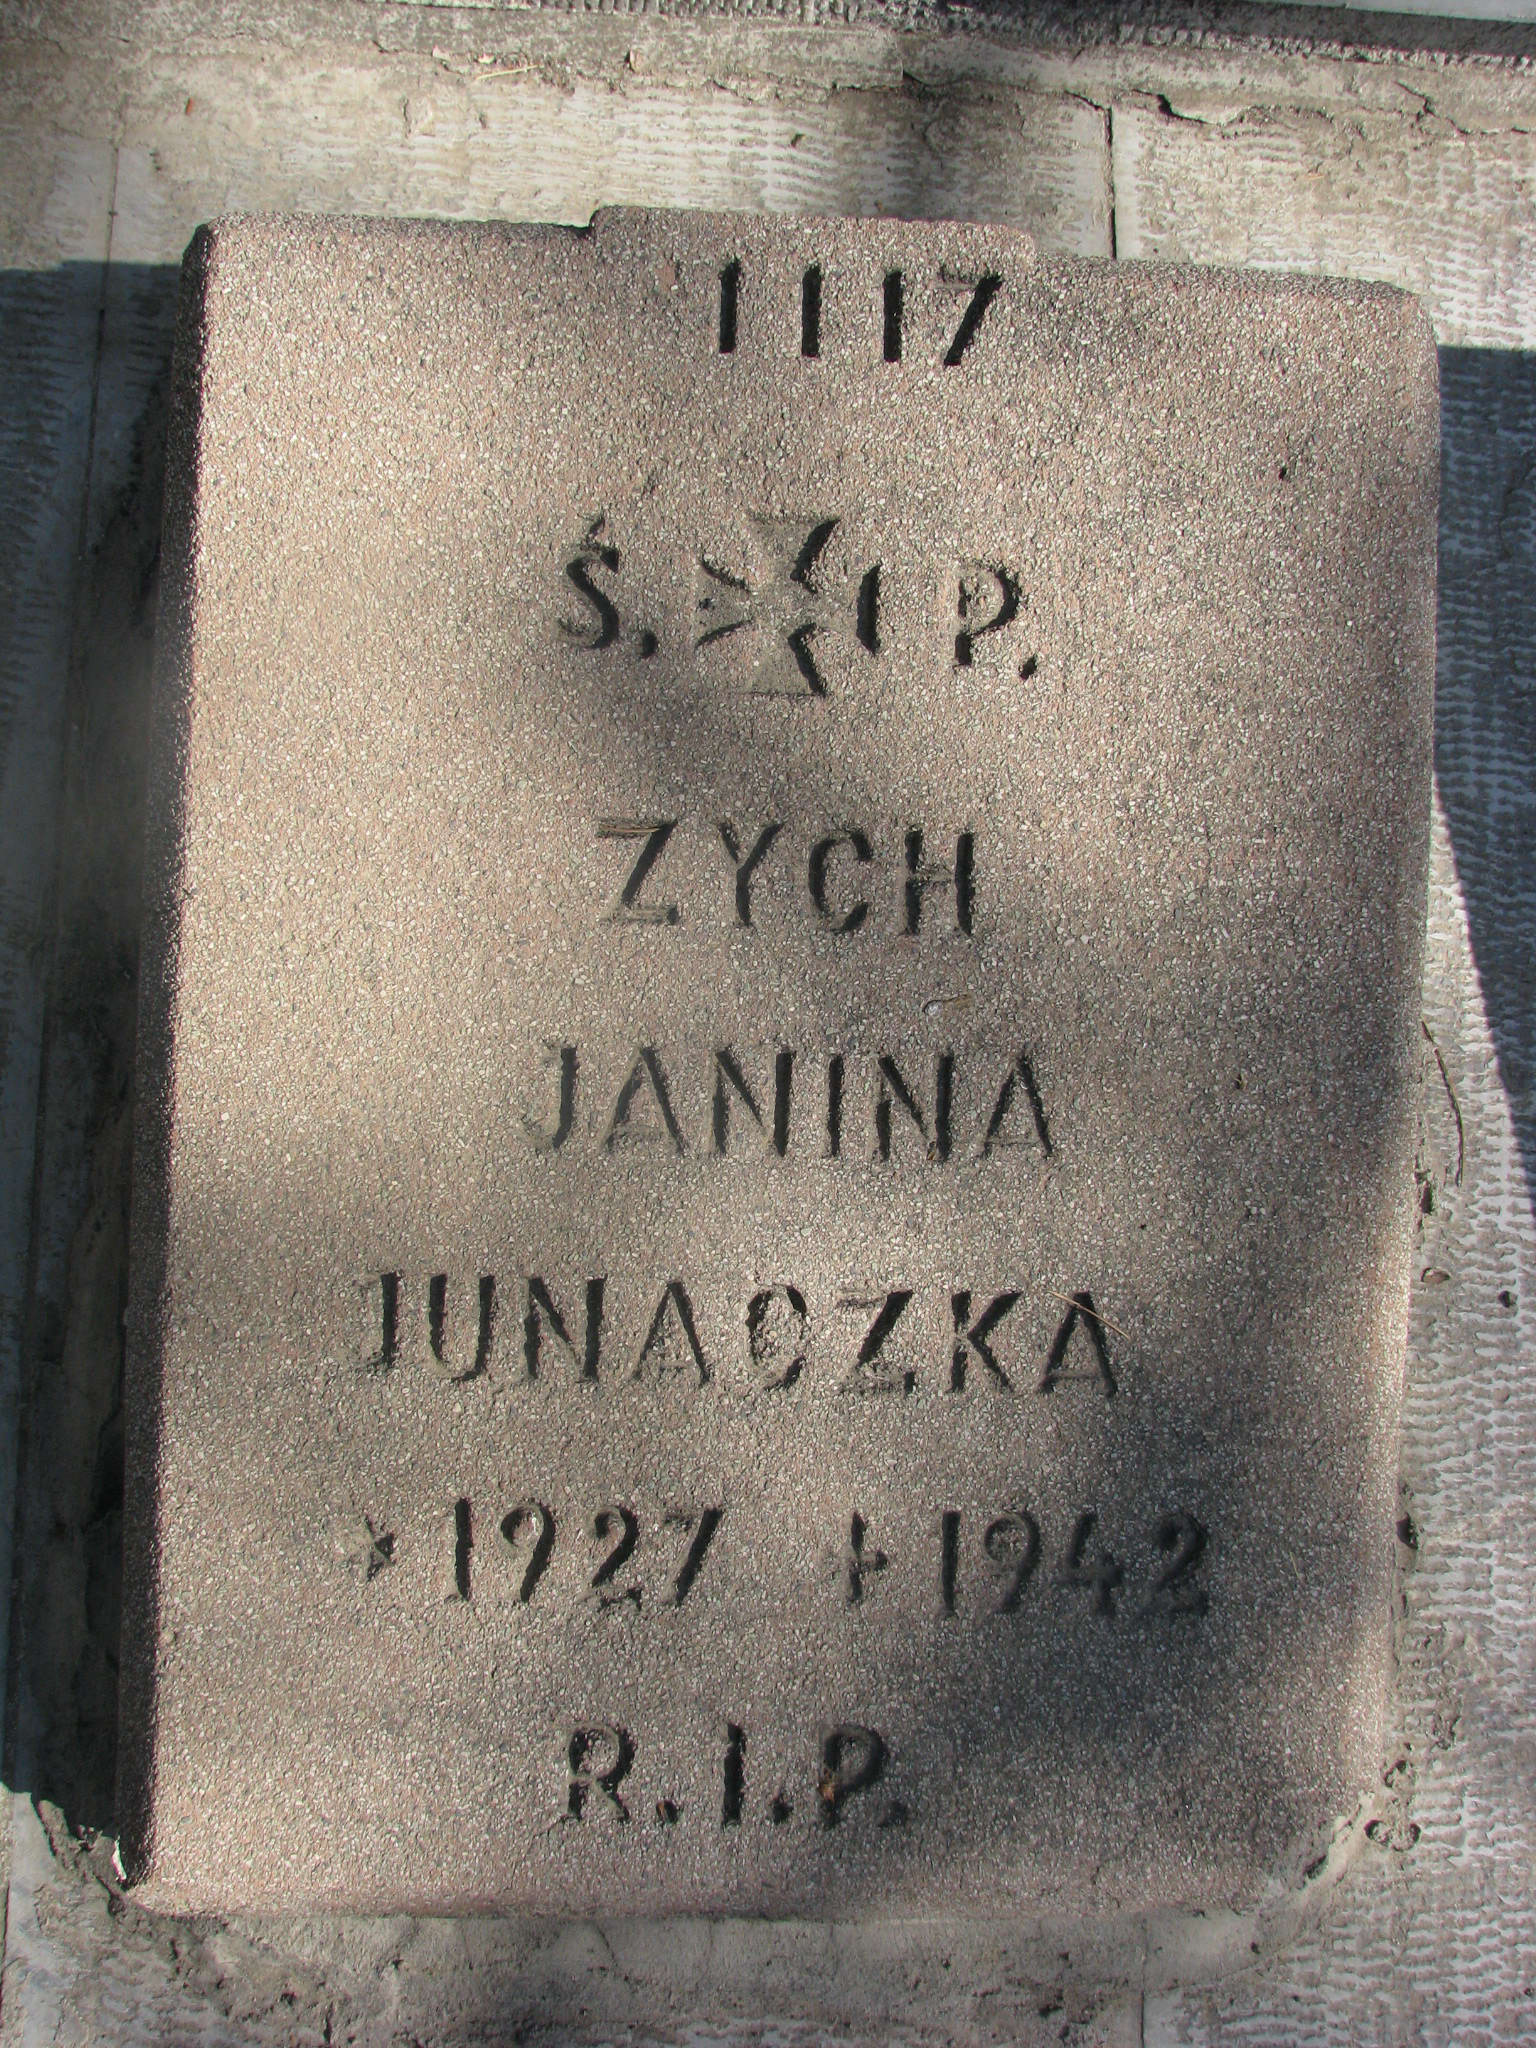 1117
Ś. P.
ZYCH
JANINA
JUNACZKA
* 1927 + 1942
R.I.P.